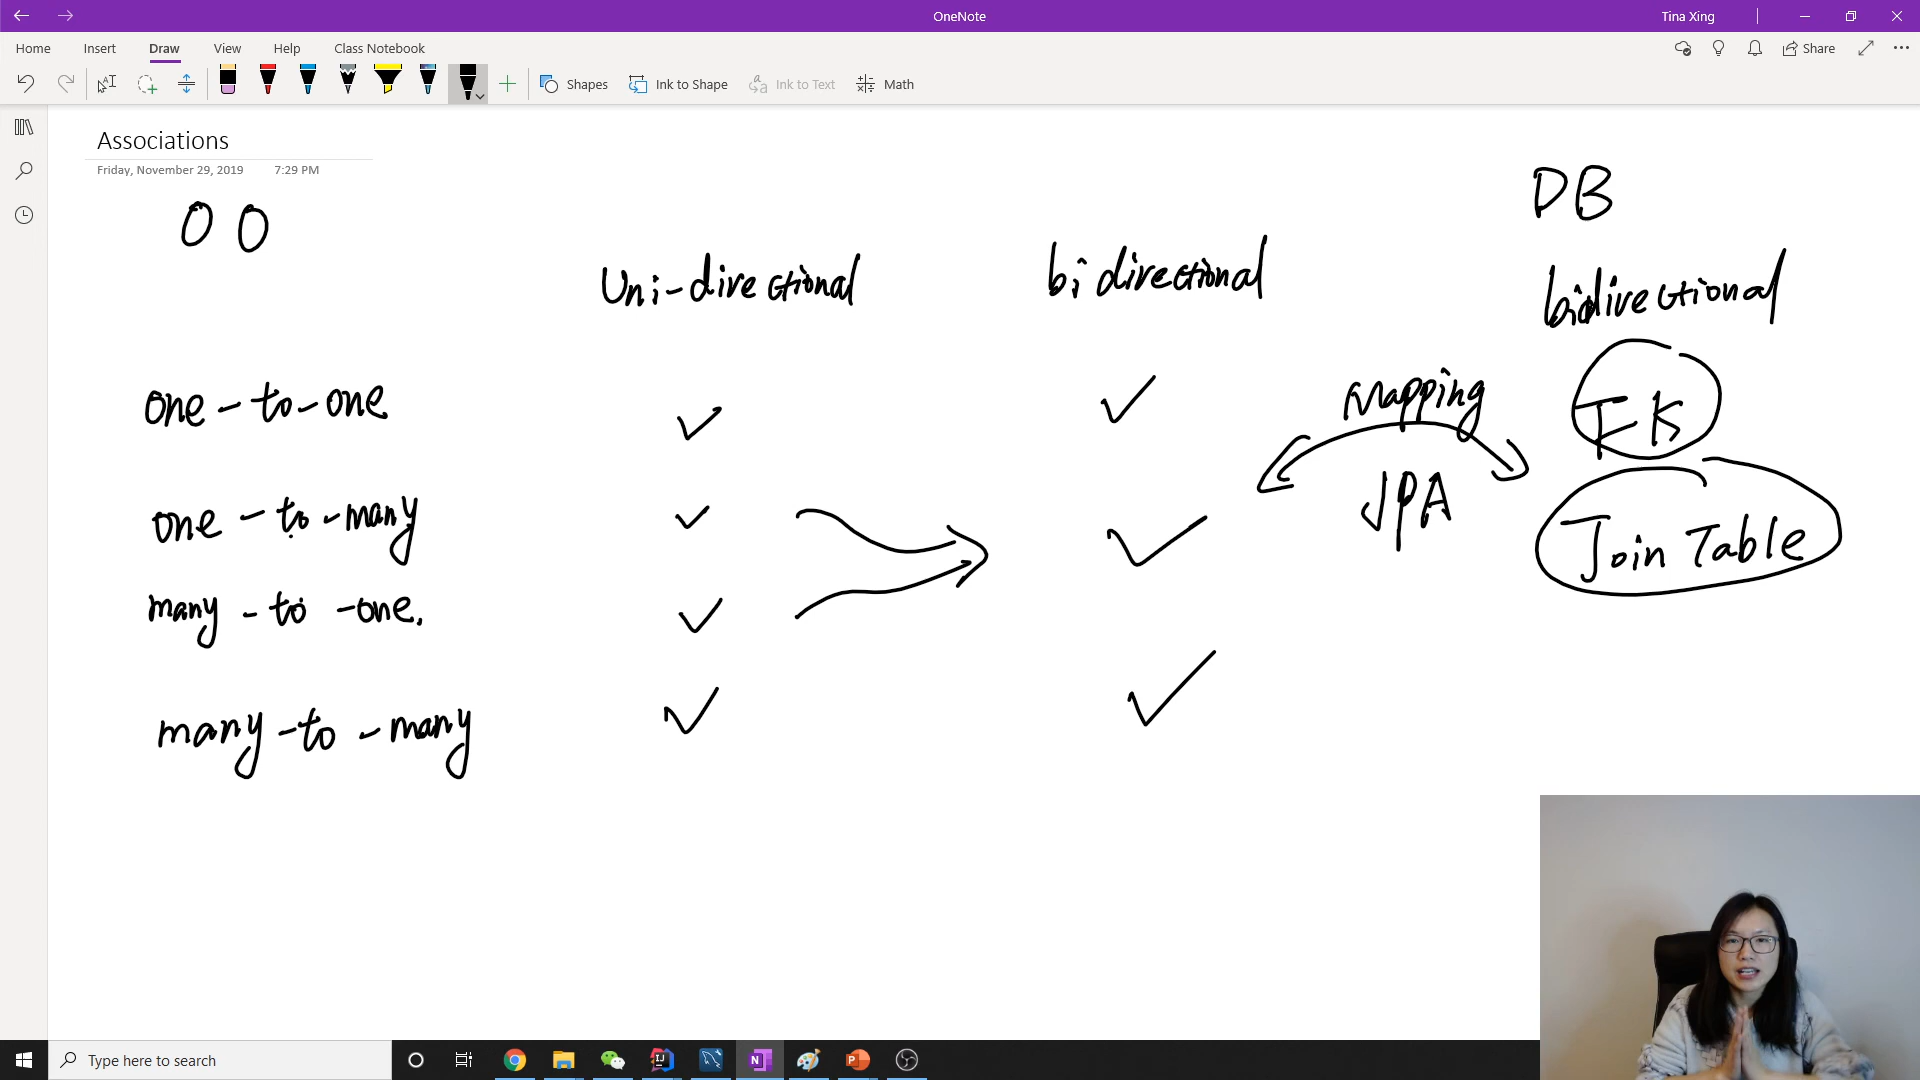 OneNote
Tina Xing
Home Insert Draw View Help Class Notebook
Share
Shapes Ink to Shape Ink to Text Math
Associations
Friday, November 29, 2019 7:29 PM
OO
DB
Uni-directional
bidirectional
bidirectional
one-to-one
Mapping
FK
one-to-many
JPA
Join Table
many-to-one.
many-to-many
Type here to search